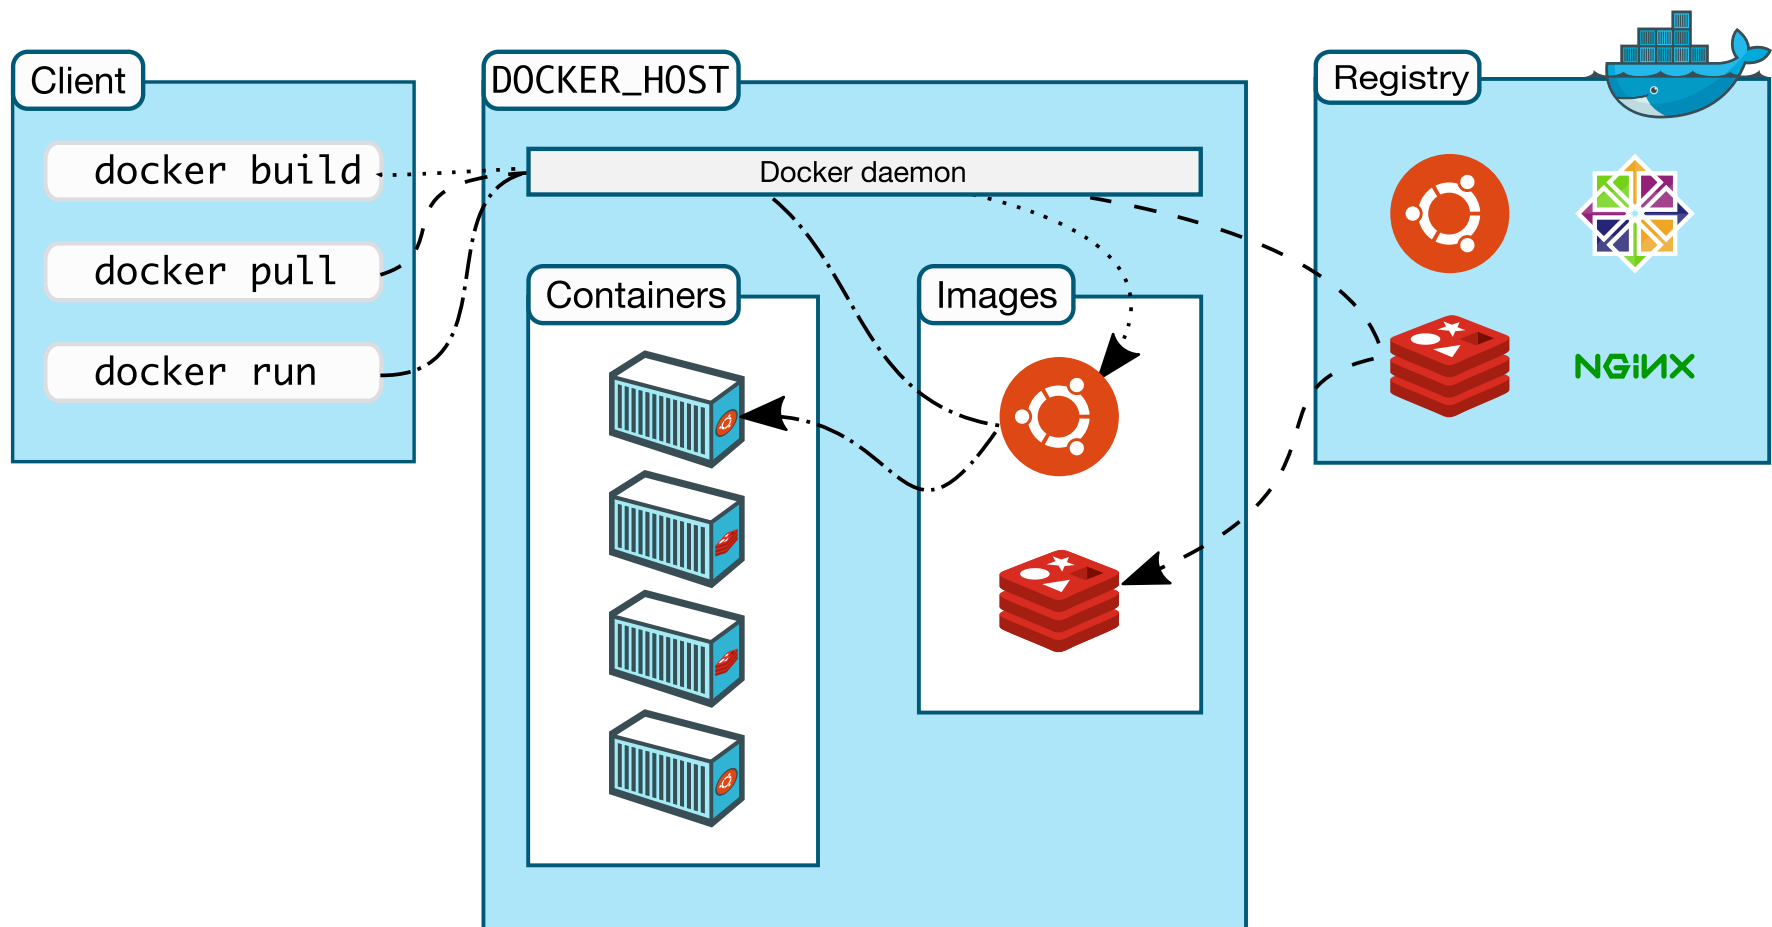 Client
docker build
docker pull
docker run
DOCKER_HOST
Docker daemon
Containers
Images
Registry
NGINX